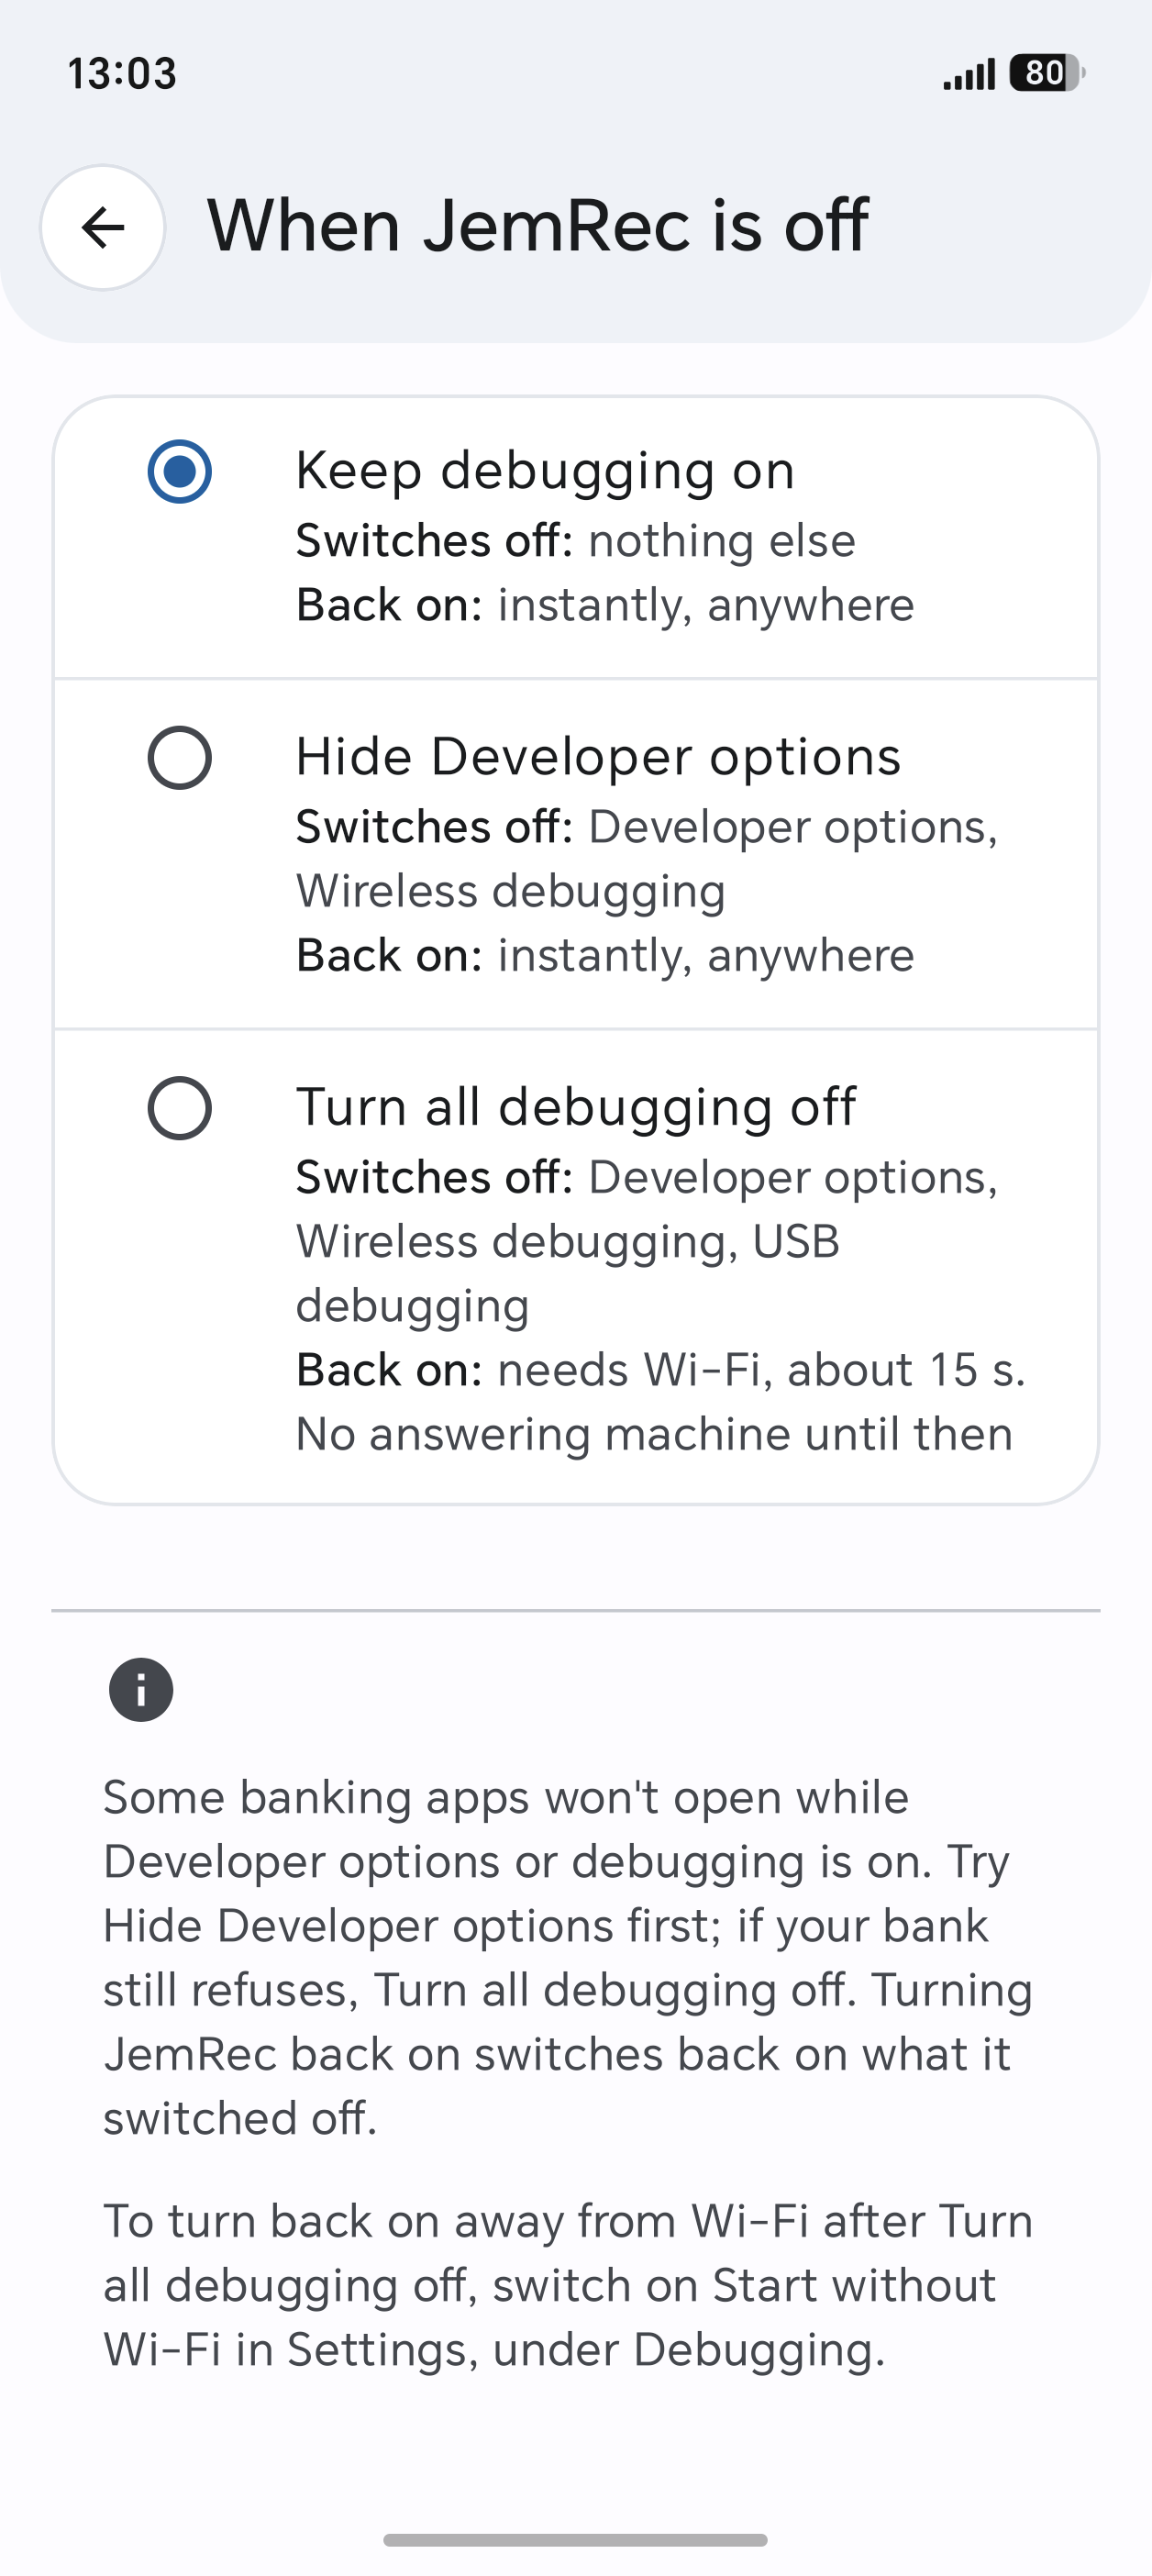 13:03
80
When JemRec is off
Keep debugging on
Switches off: nothing else
Back on: instantly, anywhere
Hide Developer options
Switches off: Developer options,
Wireless debugging
Back on: instantly, anywhere
Turn all debugging off
Switches off: Developer options,
Wireless debugging, USB
debugging
Back on: needs Wi-Fi, about 15 s.
No answering machine until then
Some banking apps won't open while
Developer options or debugging is on. Try
Hide Developer options first; if your bank
still refuses, Turn all debugging off. Turning
JemRec back on switches back on what it
switched off.
To turn back on away from Wi-Fi after Turn
all debugging off, switch on Start without
Wi-Fi in Settings, under Debugging.